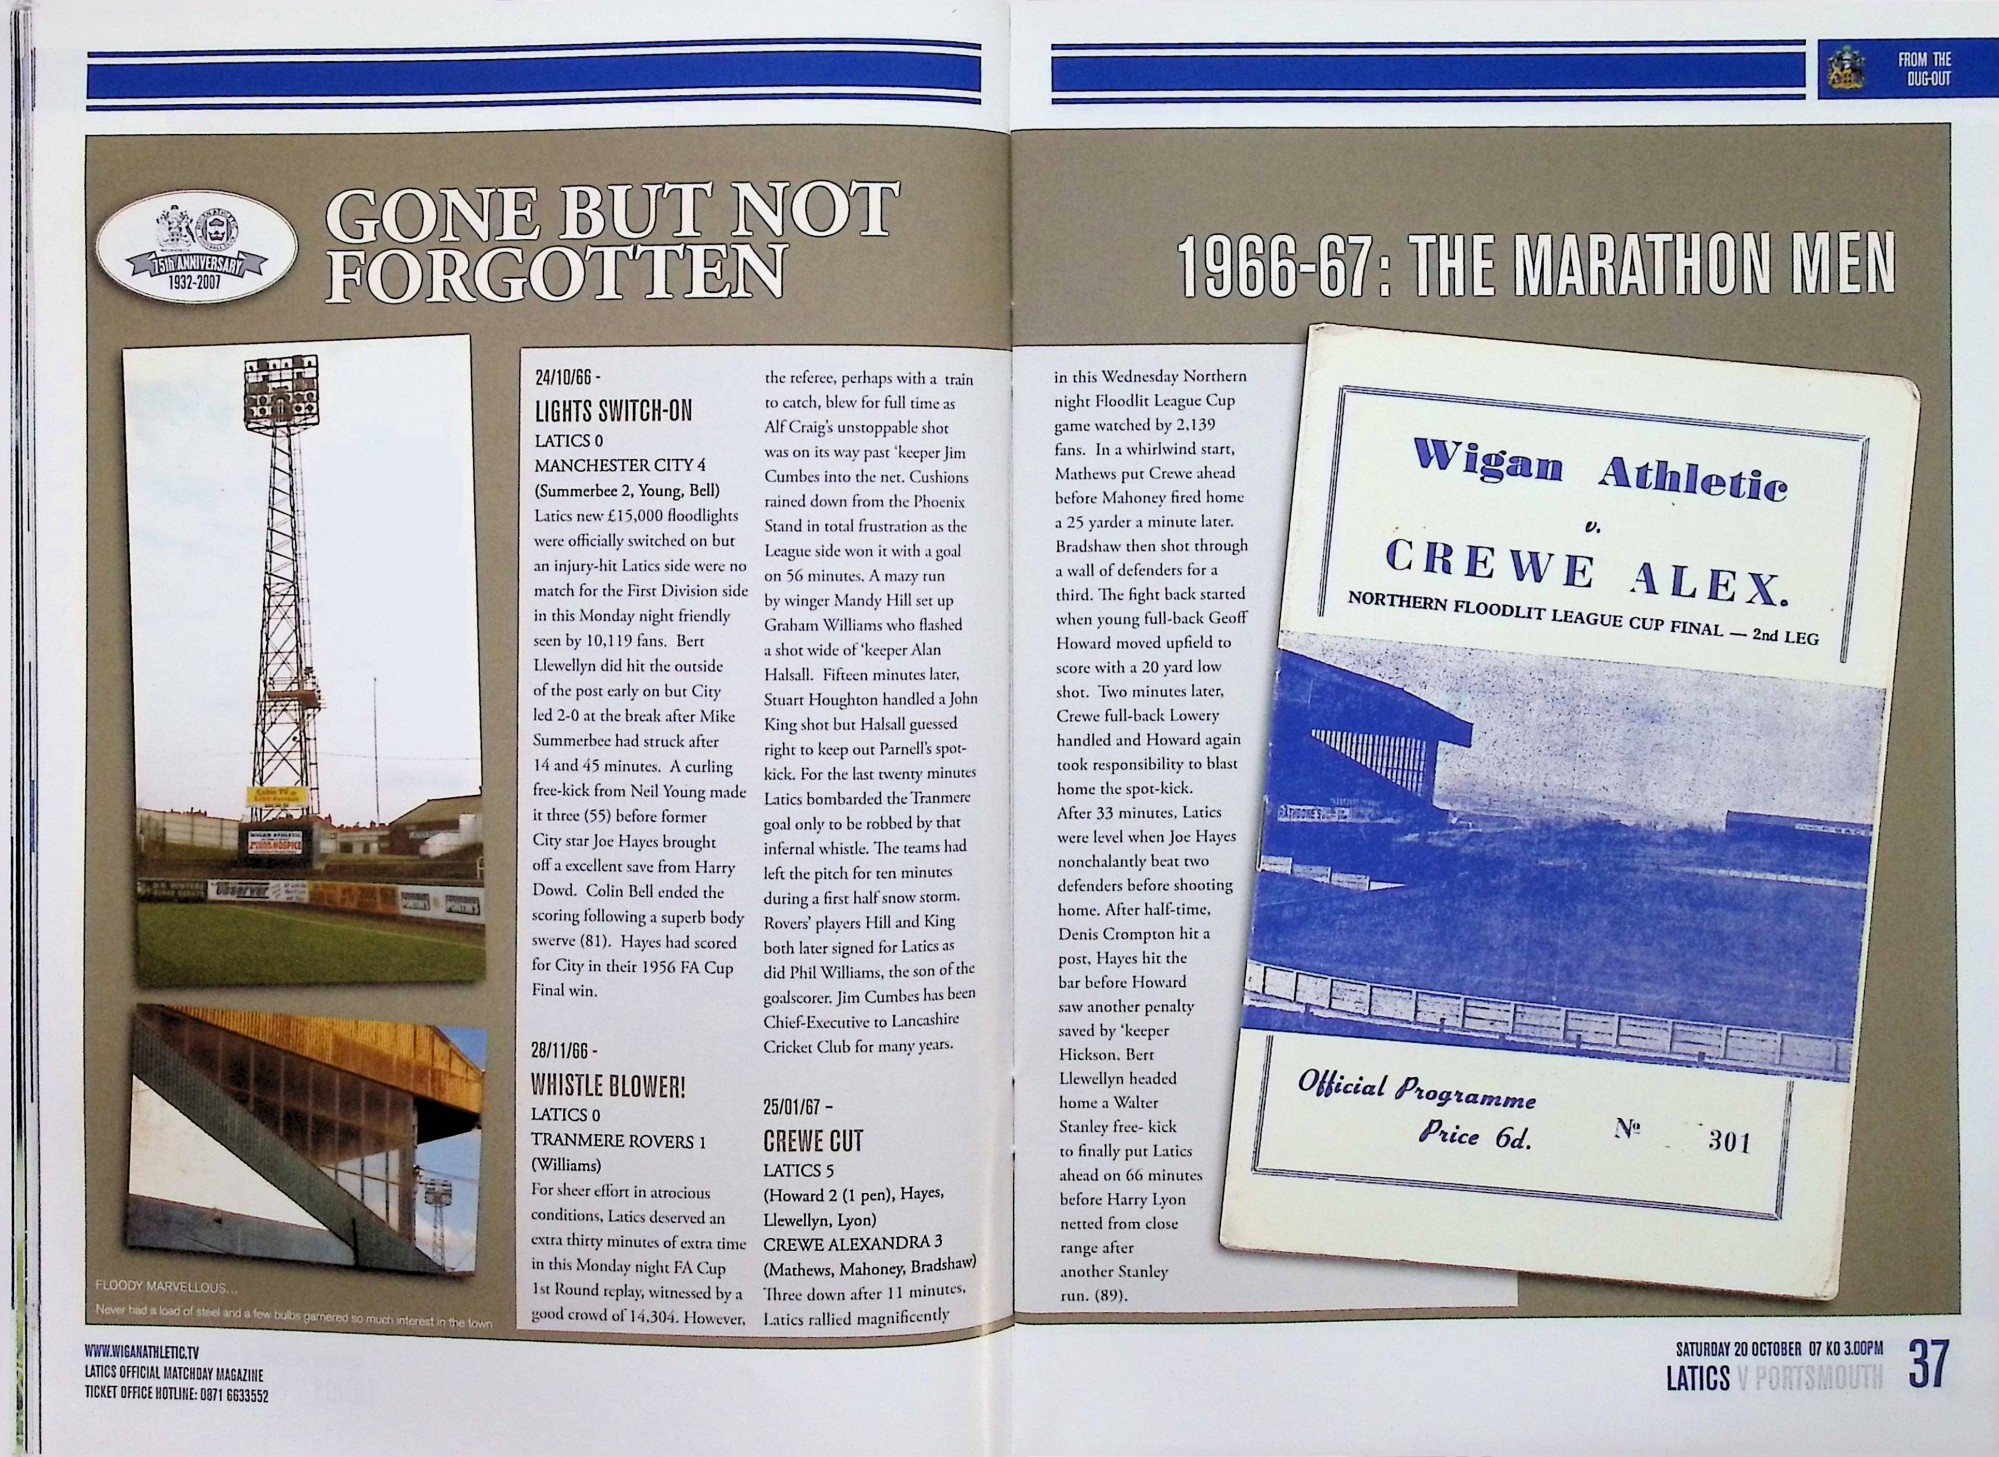 FROM THE
DUG-OUT
75th ANNIVERSARY
1932-2007
GONE BUT NOT
FORGOTTEN
1966-67: THE MARATHON MEN
24/10/66 -
LIGHTS SWITCH-ON
LATICS 0
MANCHESTER CITY 4
(Summerbee 2, Young, Bell)
Latics new £15,000 floodlights
were officially switched on but
an injury-hit Latics side were no
match for the First Division side
in this Monday night friendly
seen by 10,119 fans. Bert
Llewellyn did hit the outside
of the post early on but City
led 2-0 at the break after Mike
Summerbee had struck after
14 and 45 minutes. A curling
free-kick from Neil Young made
it three (55) before former
City star Joe Hayes brought
off a excellent save from Harry
Dowd. Colin Bell ended the
scoring following a superb body
swerve (81). Hayes had scored
for City in their 1956 FA Cup
Final win.
28/11/66 -
WHISTLE BLOWER!
LATICS 0
TRANMERE ROVERS 1
(Williams)
For sheer effort in atrocious
conditions, Latics deserved an
extra thirty minutes of extra time
in this Monday night FA Cup
1st Round replay, witnessed by a
good crowd of 14,304. However,
the referee, perhaps with a train
to catch, blew for full time as
Alf Craig's unstoppable shot
was on its way past 'keeper Jim
Cumbes into the net. Cushions
rained down from the Phoenix
Stand in total frustration as the
League side won it with a goal
on 56 minutes. A mazy run
by winger Mandy Hill set up
Graham Williams who flashed
a shot wide of 'keeper Alan
Halsall. Fifteen minutes later,
Stuart Houghton handled a John
King shot but Halsall guessed
right to keep out Parnell's spot-
kick. For the last twenty minutes
Latics bombarded the Tranmere
goal only to be robbed by that
infernal whistle. The teams had
left the pitch for ten minutes
during a first half snow storm.
Rovers' players Hill and King
both later signed for Latics as
did Phil Williams, the son of the
goalscorer. Jim Cumbes has been
Chief-Executive to Lancashire
Cricket Club for many years.
25/01/67 –
CREWE CUT
LATICS 5
(Howard 2 (1 pen), Hayes,
Llewellyn, Lyon)
CREWE ALEXANDRA 3
(Mathews, Mahoney, Bradshaw)
Three down after 11 minutes,
Latics rallied magnificently
in this Wednesday Northern
night Floodlit League Cup
game watched by 2,139
fans. In a whirlwind start,
Mathews put Crewe ahead
before Mahoney fired home
a 25 yarder a minute later.
Bradshaw then shot through
a wall of defenders for a
third. The fight back started
when young full-back Geoff
Howard moved upfield to
score with a 20 yard low
shot. Two minutes later,
Crewe full-back Lowery
handled and Howard again
took responsibility to blast
home the spot-kick.
After 33 minutes, Latics
were level when Joe Hayes
nonchalantly beat two
defenders before shooting
home. After half-time,
Denis Crompton hit a
post, Hayes hit the
bar before Howard
saw another penalty
saved by 'keeper
Hickson. Bert
Llewellyn headed
home a Walter
Stanley free- kick
to finally put Latics
ahead on 66 minutes
before Harry Lyon
netted from close
range after
another Stanley
run. (89).
Wigan Athletic
v.
CREWE ALEX.
NORTHERN FLOODLIT LEAGUE CUP FINAL — 2nd LEG
Official Programme
Price 6d.
No 301
WIGAN ATHLETIC
HOSPICE
Observer
PONTIN'S
FLOODY MARVELLOUS...
Never had a load of steel and a few bulbs garnered so much interest in the town
WWW.WIGANATHLETIC.TV
LATICS OFFICIAL MATCHDAY MAGAZINE
TICKET OFFICE HOTLINE: 0871 6633552
SATURDAY 20 OCTOBER 07 KO 3.00PM
LATICS V PORTSMOUTH
37